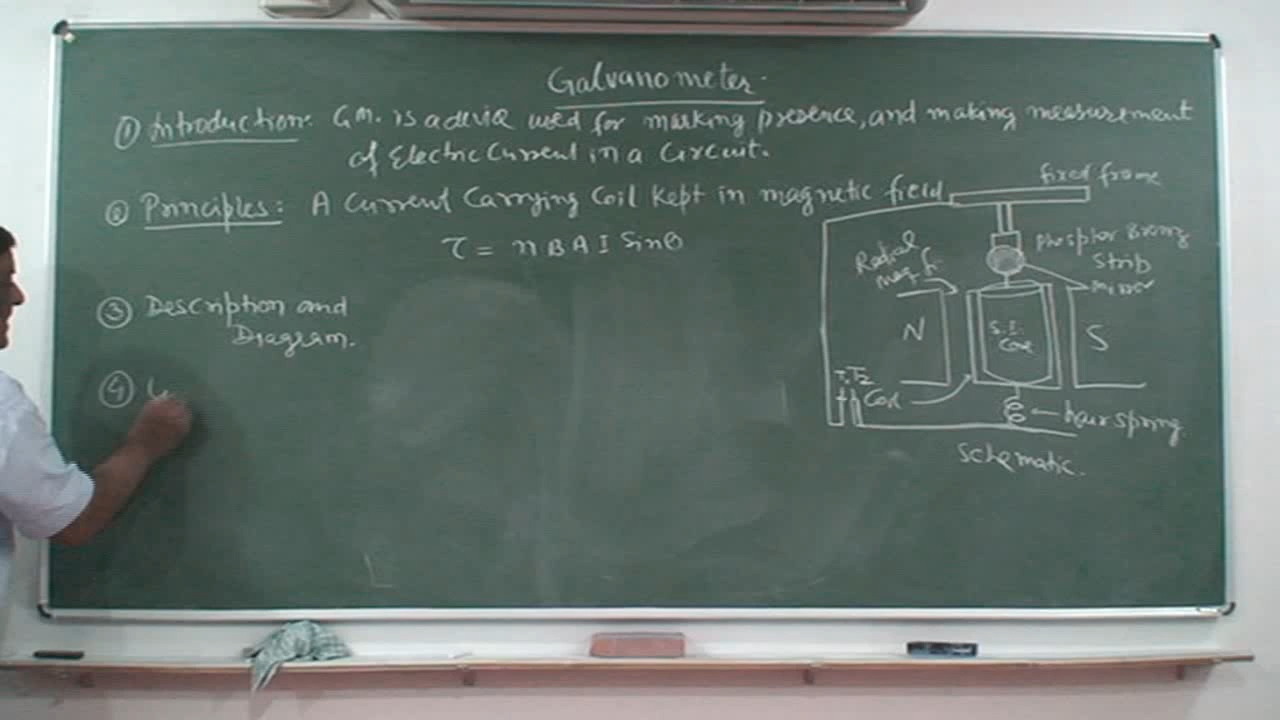 Galvanometer.
① Introduction: GM. is a device used for marking presence, and making measurement
of Electric Current in a Circuit.
② Principles: A Current Carrying Coil kept in magnetic field
τ = n B A I Sinθ
③ Description and
Diagram.
④
fixed frame
Phosphor Bronz
Strip
mirror
Radial
mag f.
N
S.I.
Core
S
T1 T2
Coil
hair spring.
Schematic.